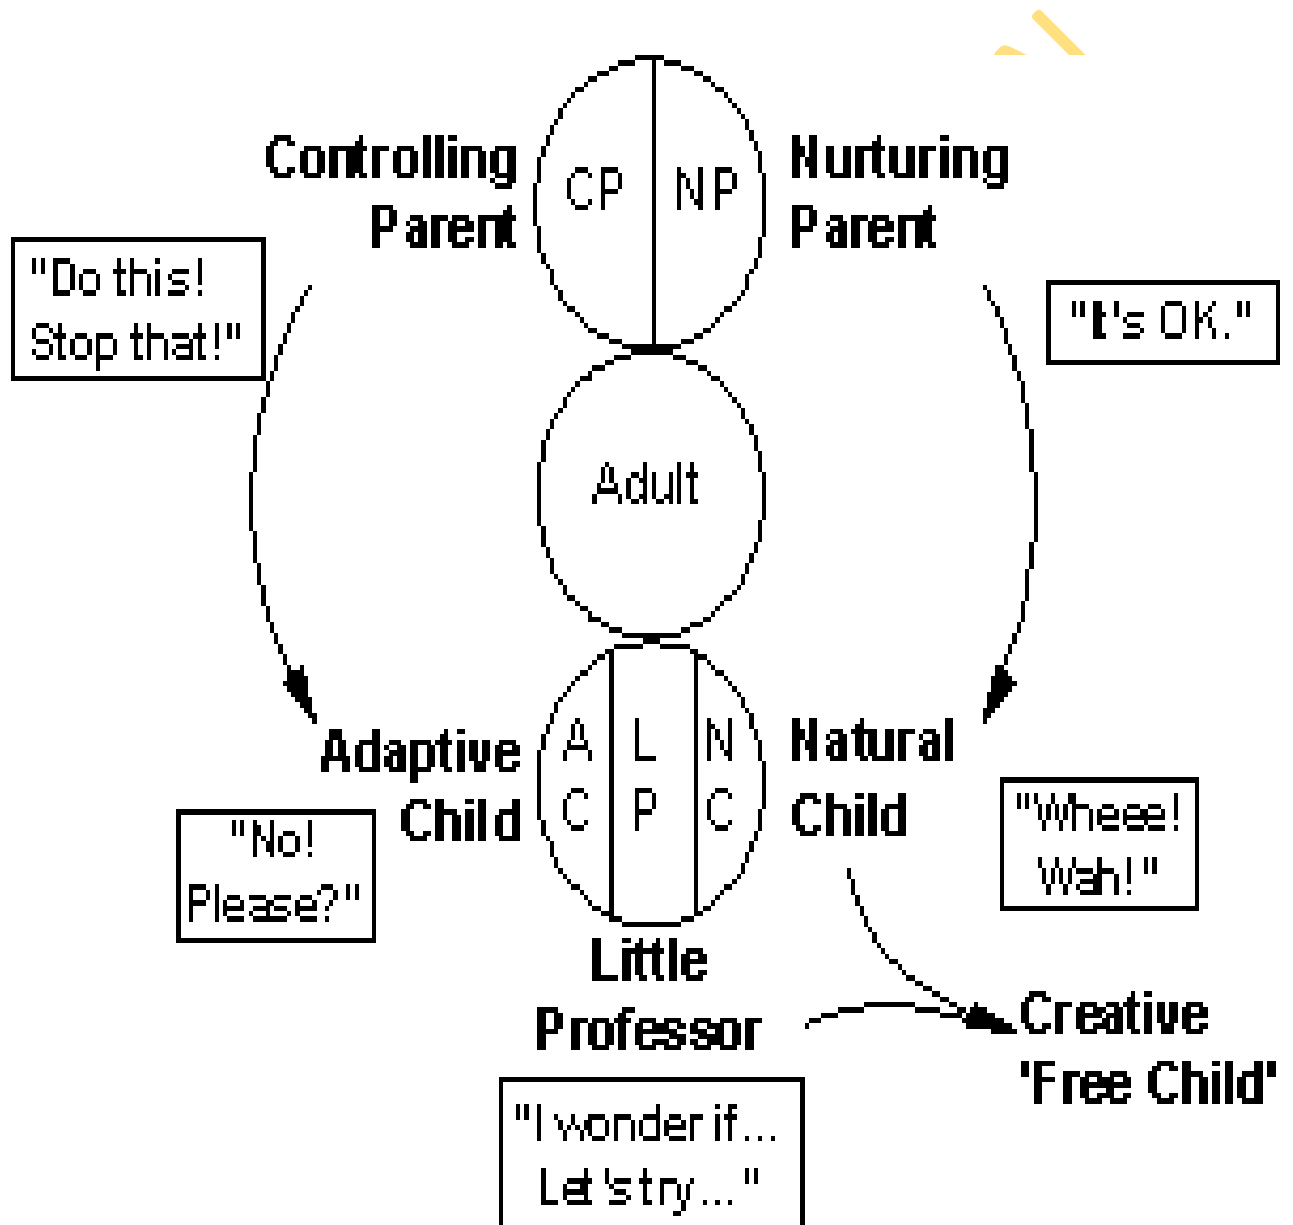 Controlling
Parent
CP
NP
Nurturing
Parent
"Do this!
Stop that!"
"It's OK."
Adult
Adaptive
Child
A
C
L
P
N
C
Natural
Child
"No!
Please?"
"Wheee!
Wah!"
Little
Professor
Creative
'Free Child'
"I wonder if...
Let's try..."